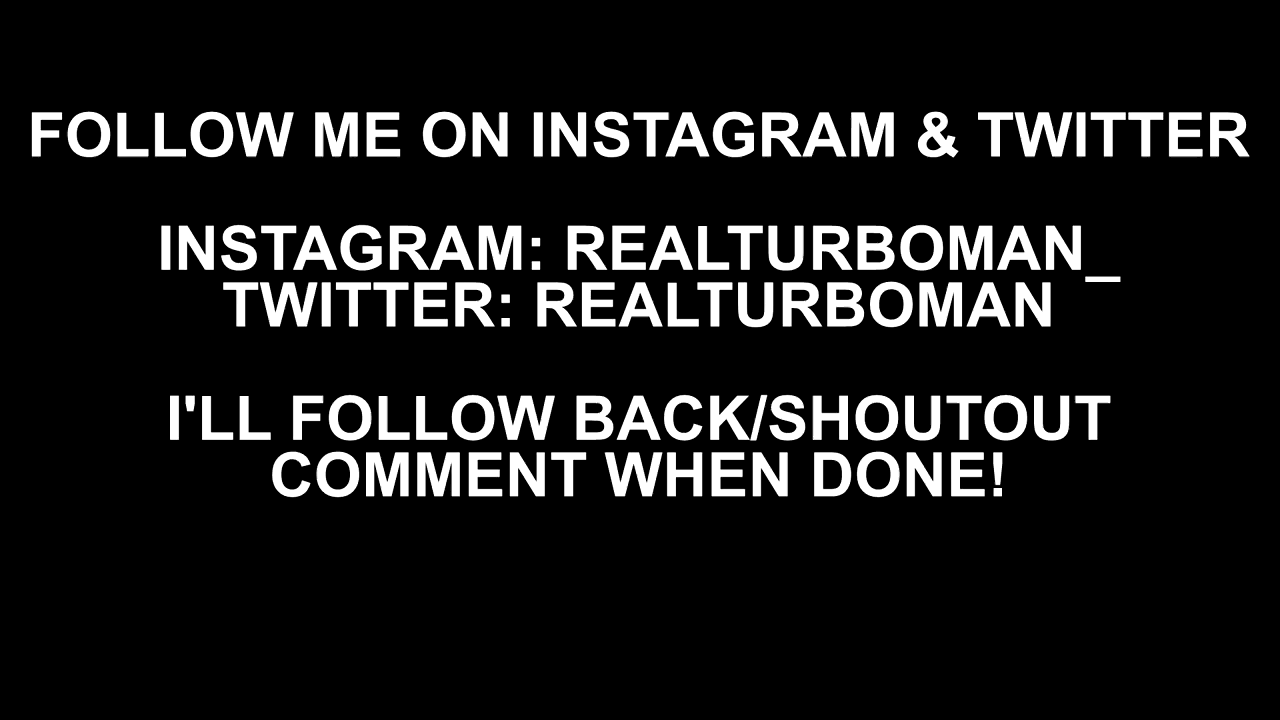 FOLLOW ME ON INSTAGRAM & TWITTER
INSTAGRAM: REALTURBOMAN_
TWITTER: REALTURBOMAN
I'LL FOLLOW BACK/SHOUTOUT
COMMENT WHEN DONE!